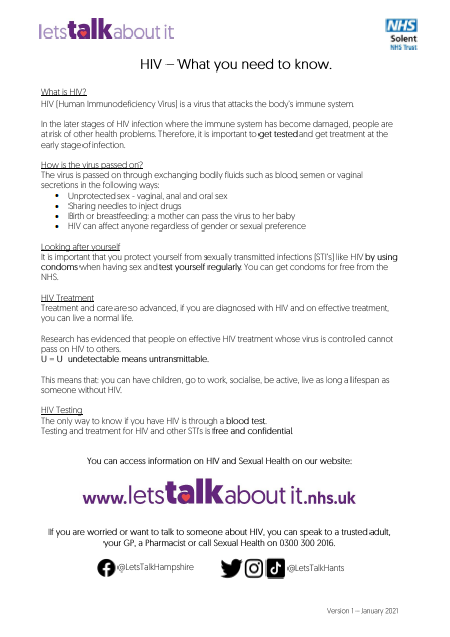 letstalkabout it
NHS
Solent
NHS Trust
HIV – What you need to know.
What is HIV?
HIV (Human Immunodeficiency Virus) is a virus that attacks the body's immune system.
In the later stages of HIV infection where the immune system has become damaged, people are
at risk of other health problems. Therefore, it is important to get tested and get treatment at the
early stage of infection.
How is the virus passed on?
The virus is passed on through exchanging bodily fluids such as blood, semen or vaginal
secretions in the following ways:
• Unprotected sex - vaginal, anal and oral sex
• Sharing needles to inject drugs
• Birth or breastfeeding: a mother can pass the virus to her baby
• HIV can affect anyone regardless of gender or sexual preference
Looking after yourself
It is important that you protect yourself from sexually transmitted infections (STI's) like HIV by using
condoms when having sex and test yourself regularly. You can get condoms for free from the
NHS.
HIV Treatment
Treatment and care are so advanced, if you are diagnosed with HIV and on effective treatment,
you can live a normal life.
Research has evidenced that people on effective HIV treatment whose virus is controlled cannot
pass on HIV to others.
U = U undetectable means untransmittable.
This means that: you can have children, go to work, socialise, be active, live as long a lifespan as
someone without HIV.
HIV Testing
The only way to know if you have HIV is through a blood test.
Testing and treatment for HIV and other STI's is free and confidential.
You can access information on HIV and Sexual Health on our website:
www.letstalkabout it.nhs.uk
If you are worried or want to talk to someone about HIV, you can speak to a trusted adult,
your GP, a Pharmacist or call Sexual Health on 0300 300 2016.
@LetsTalkHampshire @LetsTalkHants
Version 1 – January 2021